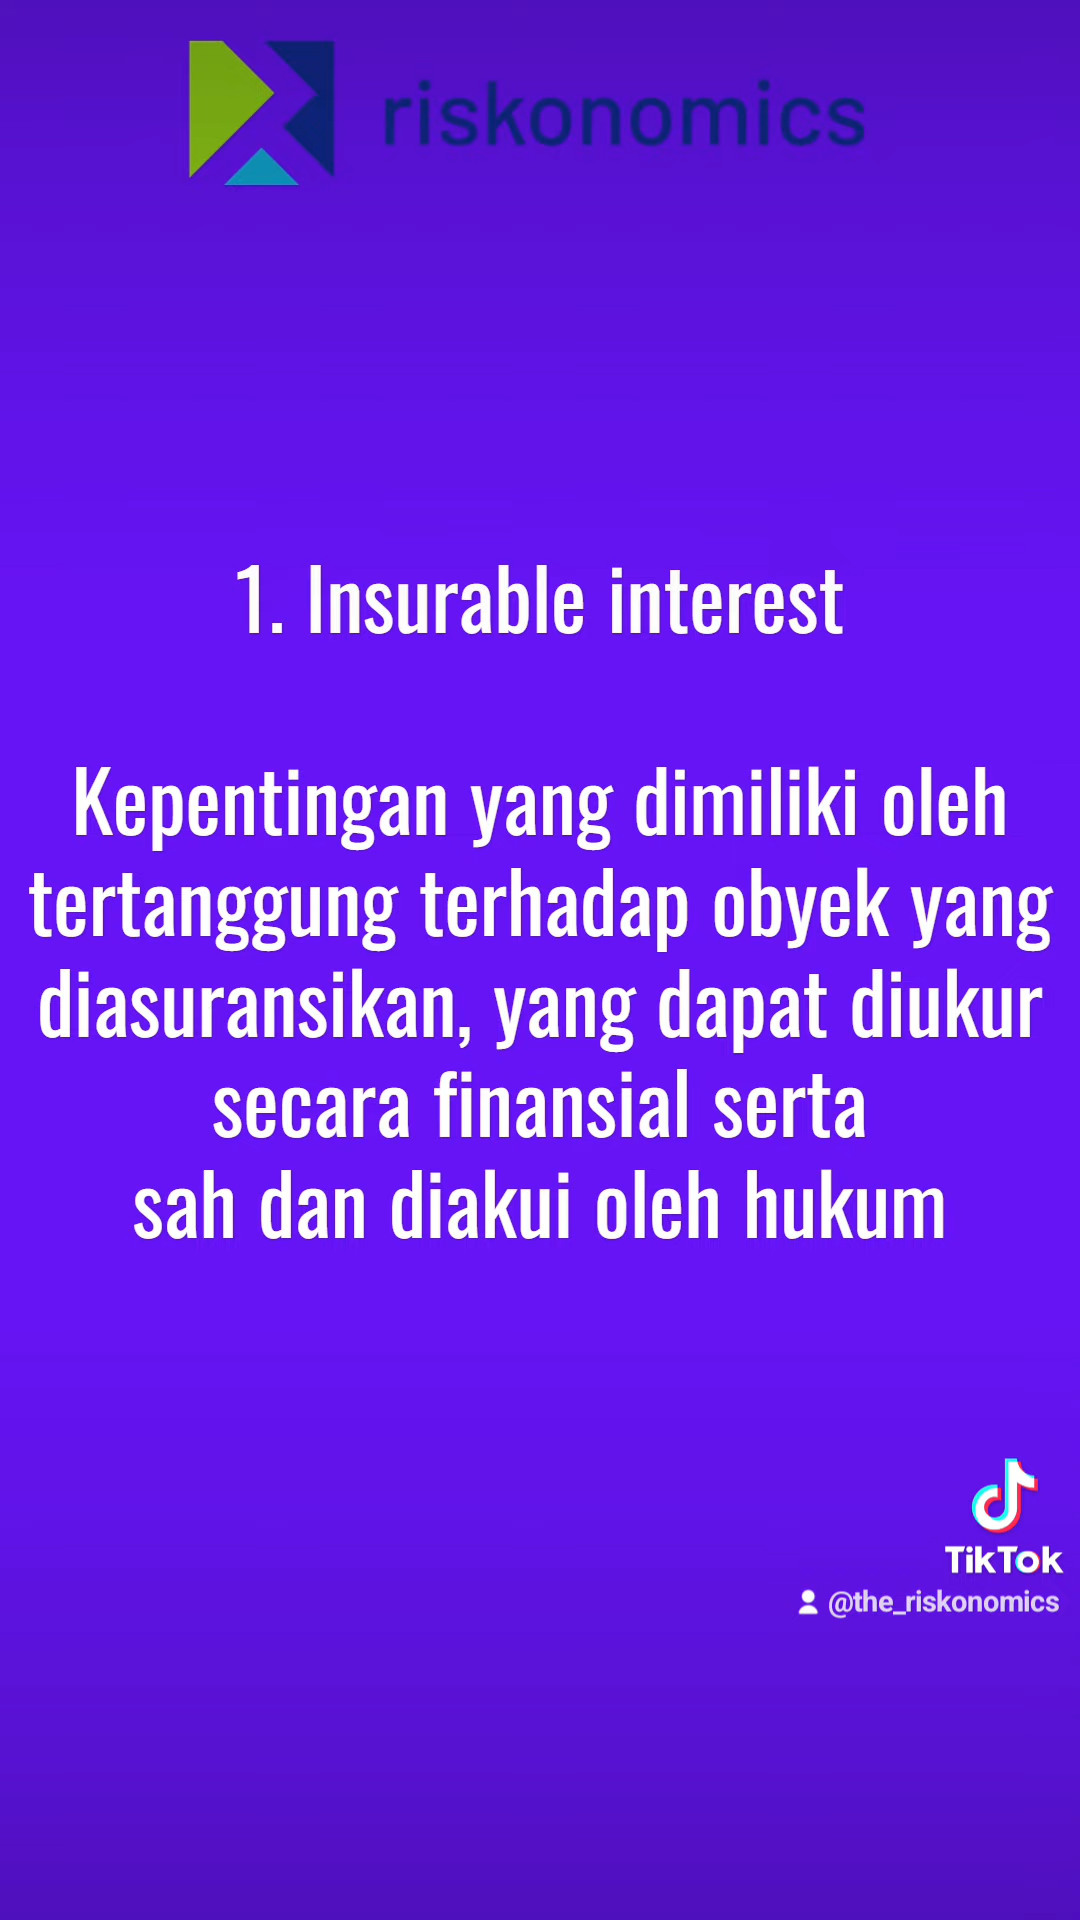 riskonomics
1. Insurable interest
Kepentingan yang dimiliki oleh
tertanggung terhadap obyek yang
diasuransikan, yang dapat diukur
secara finansial serta
sah dan diakui oleh hukum
TikTok
@the_riskonomics